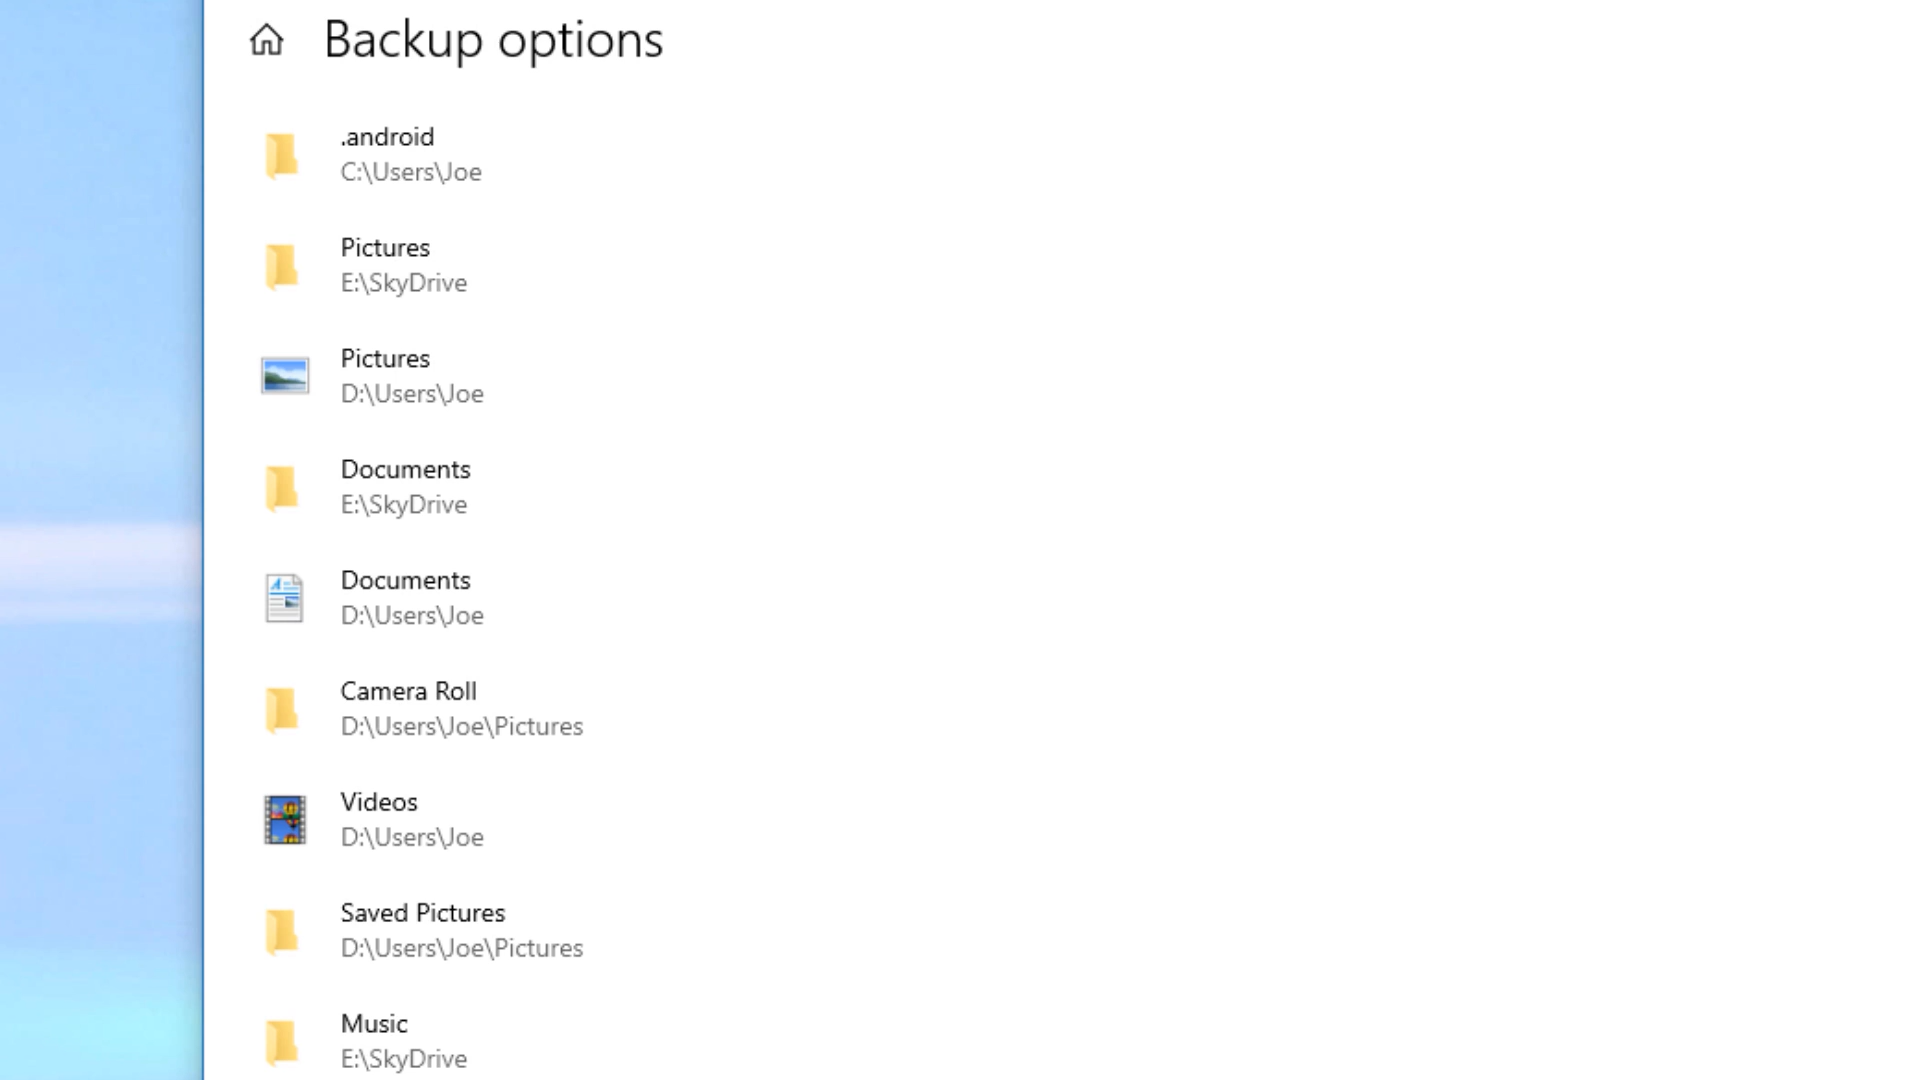 Backup options
.android
C:\Users\Joe
Pictures
E:\SkyDrive
Pictures
D:\Users\Joe
Documents
E:\SkyDrive
Documents
D:\Users\Joe
Camera Roll
D:\Users\Joe\Pictures
Videos
D:\Users\Joe
Saved Pictures
D:\Users\Joe\Pictures
Music
E:\SkyDrive